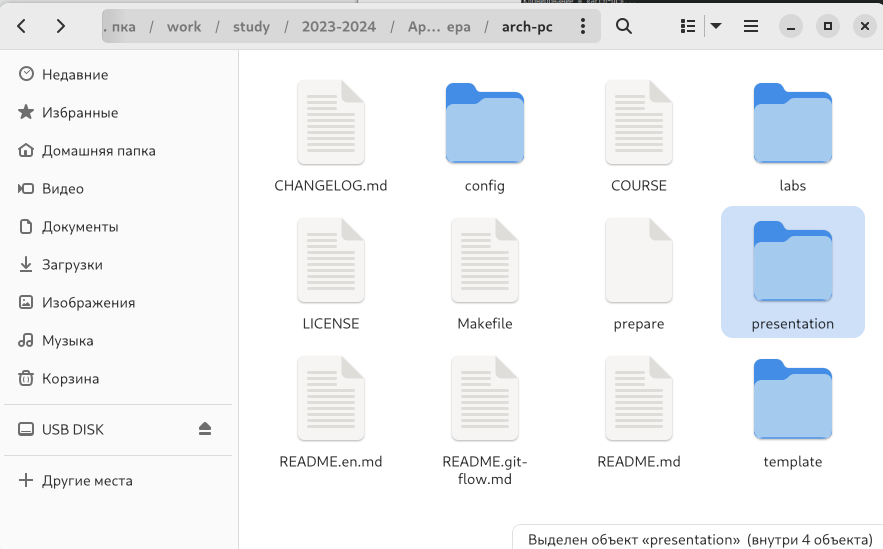 . пка / work / study / 2023-2024 / Ар… ера / arch-pc
Недавние
Избранные
Домашняя папка
Видео
Документы
Загрузки
Изображения
Музыка
Корзина
USB DISK
Другие места
CHANGELOG.md
config
COURSE
labs
LICENSE
Makefile
prepare
presentation
README.en.md
README.git-
flow.md
README.md
template
Выделен объект «presentation» (внутри 4 объекта)